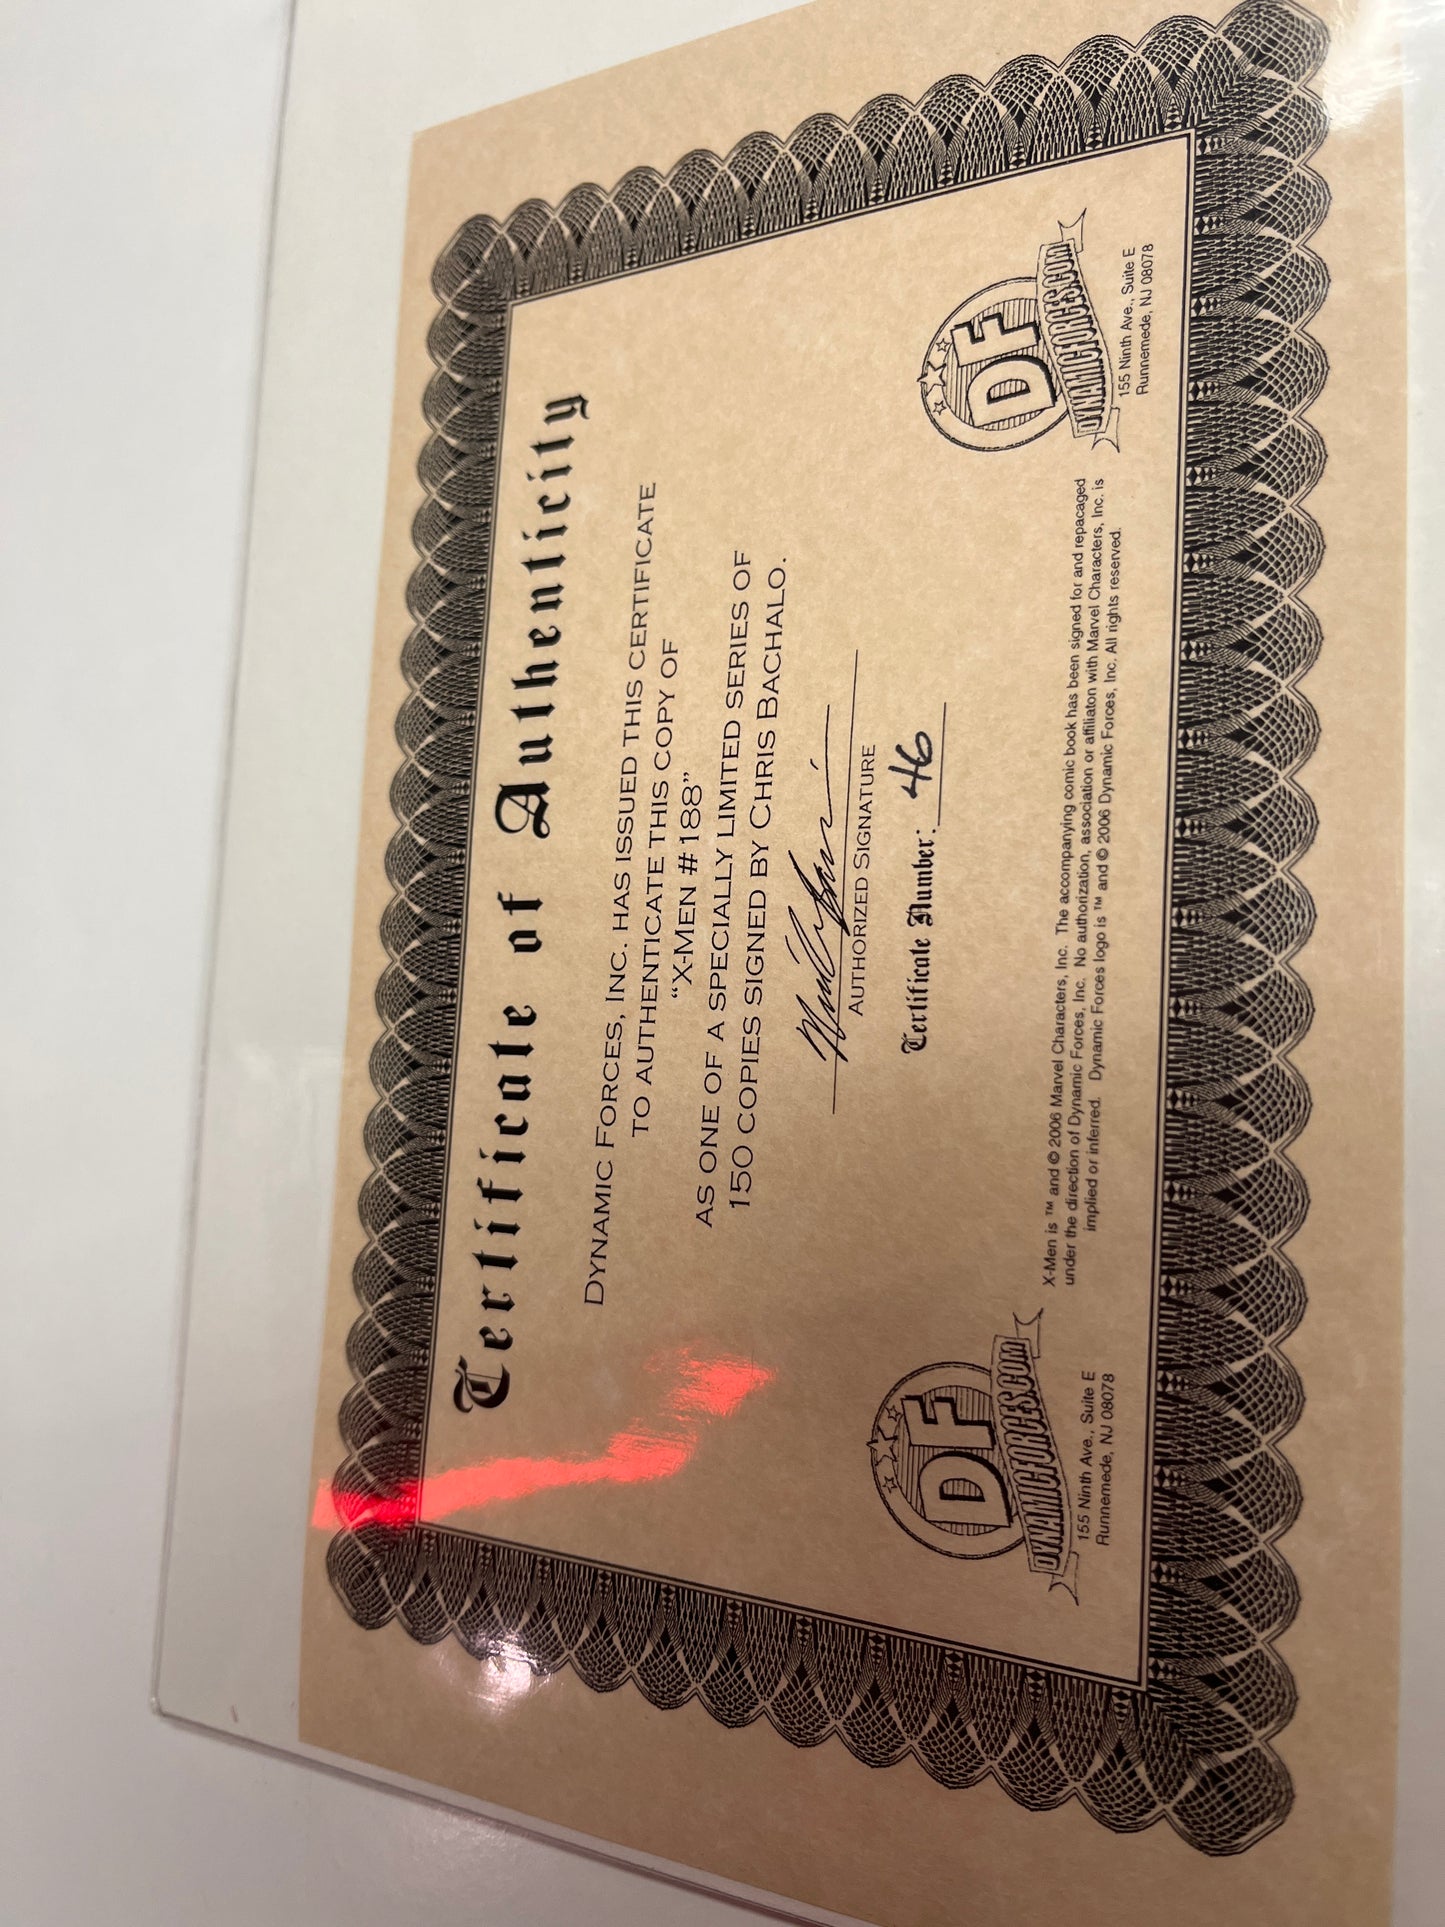 Certificate of Authenticity
DYNAMIC FORCES, INC. HAS ISSUED THIS CERTIFICATE
TO AUTHENTICATE THIS COPY OF
“X-MEN #188”
AS ONE OF A SPECIALLY LIMITED SERIES OF
150 COPIES SIGNED BY CHRIS BACHALO.
AUTHORIZED SIGNATURE
Certificate Number: 46
DF
DYNAMICFORCES.COM
155 Ninth Ave., Suite E
Runnemede, NJ 08078
X-Men is ™ and © 2006 Marvel Characters, Inc. The accompanying comic book has been signed for and repacaged
under the direction of Dynamic Forces, Inc. No authorization, association or affiliaton with Marvel Characters, Inc. is
implied or inferred. Dynamic Forces logo is ™ and © 2006 Dynamic Forces, Inc. All rights reserved.
DF
DYNAMICFORCES.COM
155 Ninth Ave., Suite E
Runnemede, NJ 08078